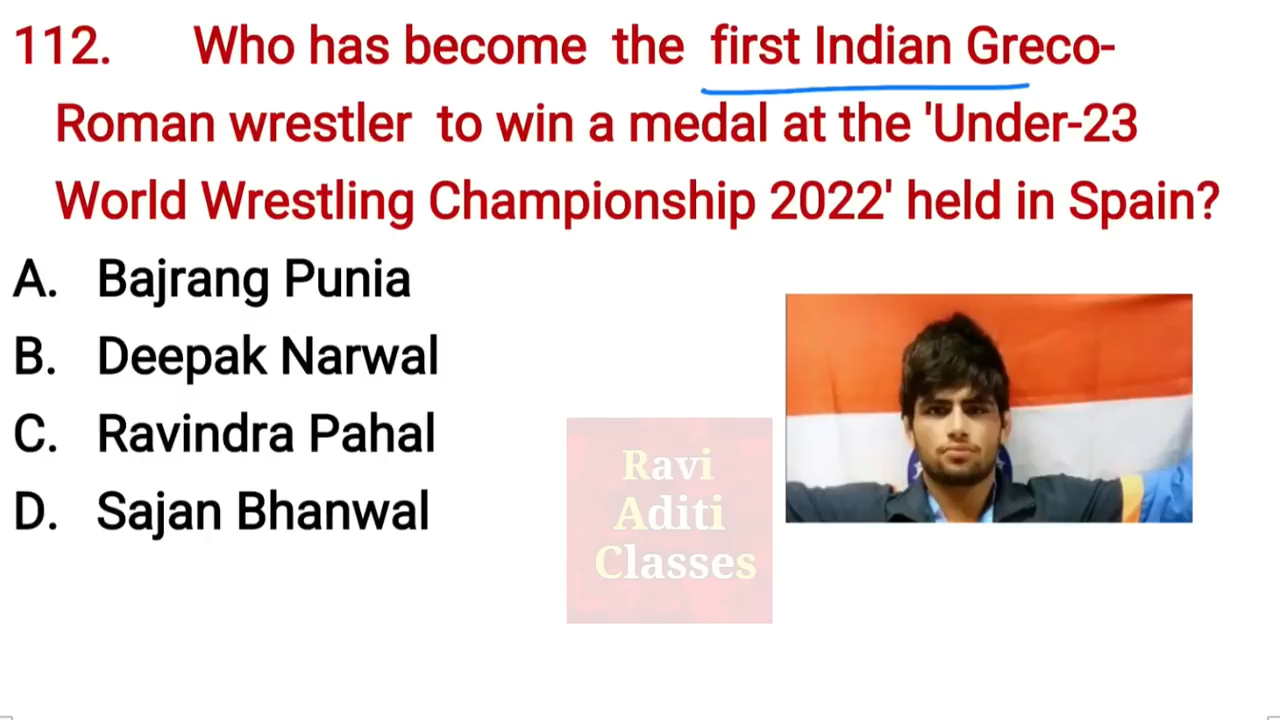 112. Who has become the first Indian Greco-
Roman wrestler to win a medal at the 'Under-23
World Wrestling Championship 2022' held in Spain?
A. Bajrang Punia
B. Deepak Narwal
C. Ravindra Pahal
D. Sajan Bhanwal
Ravi
Aditi
Classes